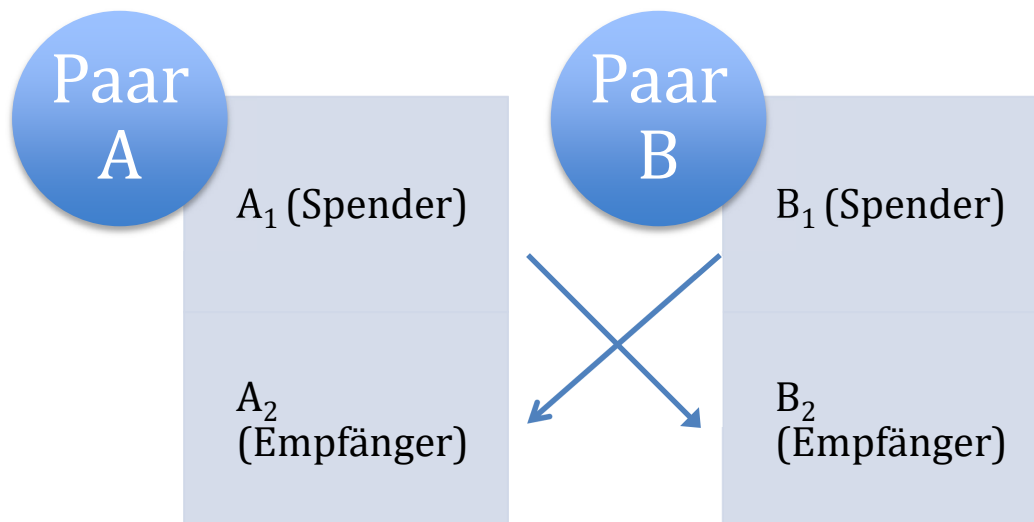 Paar
A
A₁ (Spender)
A₂
(Empfänger)
Paar
B
B₁ (Spender)
B₂
(Empfänger)